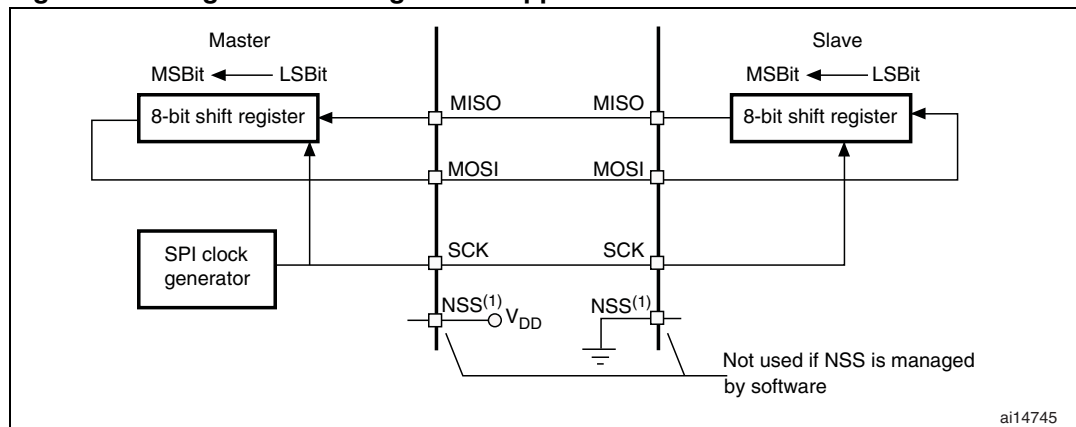 Master
Slave
MSBit LSBit
MSBit LSBit
8-bit shift register
MISO
MISO
8-bit shift register
MOSI
MOSI
SPI clock
generator
SCK
SCK
NSS(1)
VDD
NSS(1)
Not used if NSS is managed
by software
ai14745